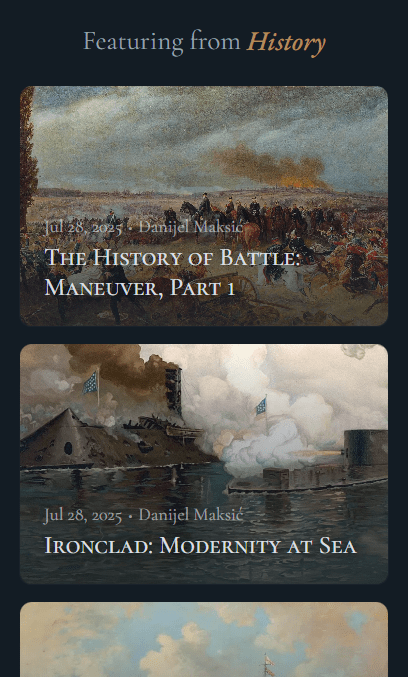 Featuring from History
Jul 28, 2025 • Danijel Maksić
The History of Battle:
Maneuver, Part 1
Jul 28, 2025 • Danijel Maksić
Ironclad: Modernity at Sea